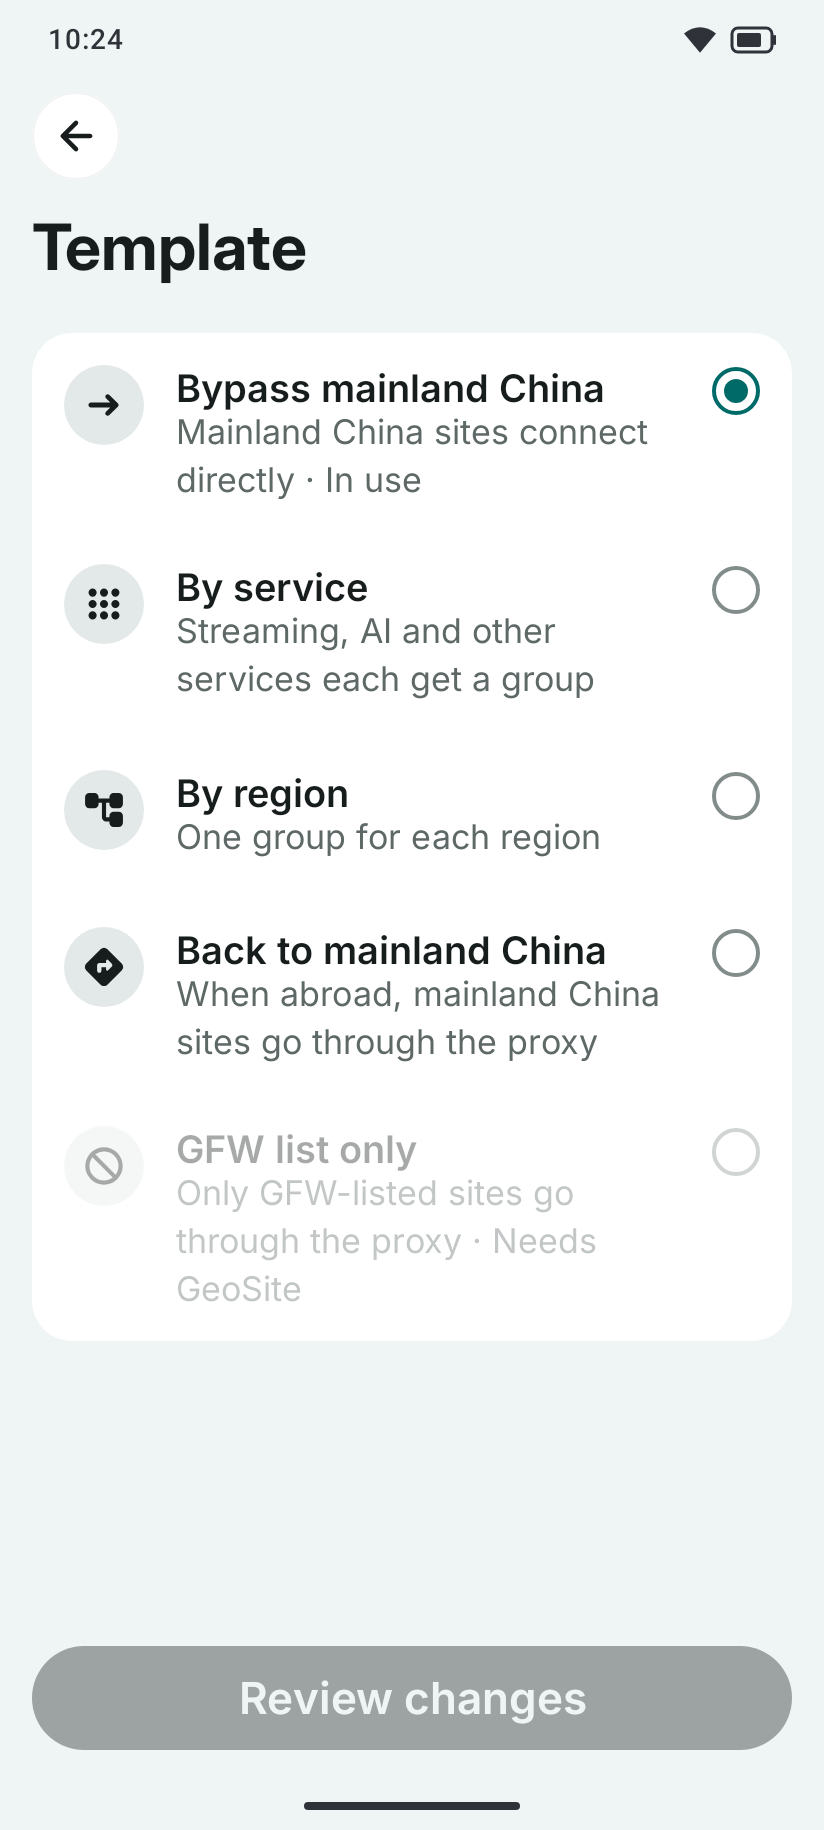 10:24
Template
Bypass mainland China
Mainland China sites connect
directly · In use
By service
Streaming, AI and other
services each get a group
By region
One group for each region
Back to mainland China
When abroad, mainland China
sites go through the proxy
GFW list only
Only GFW-listed sites go
through the proxy · Needs
GeoSite
Review changes